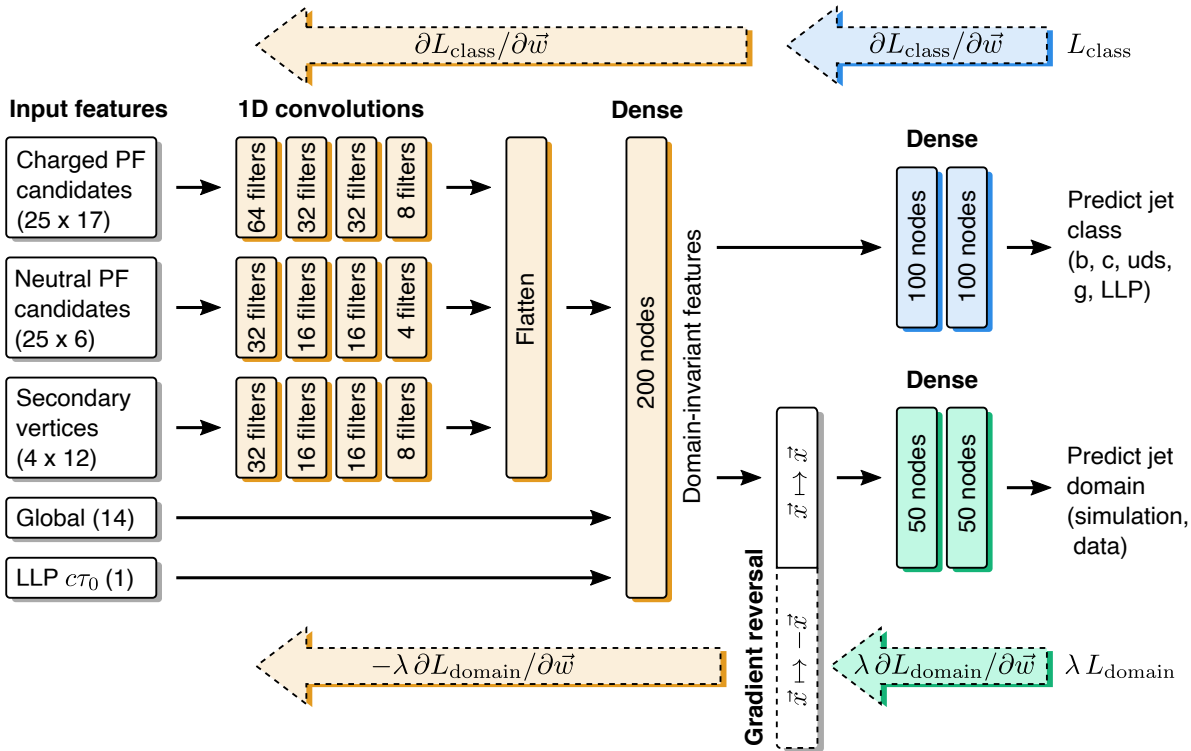 ∂L_class/∂w⃗
∂L_class/∂w⃗
L_class
Input features
1D convolutions
Dense
Charged PF
candidates
(25 x 17)
64 filters
32 filters
32 filters
8 filters
Neutral PF
candidates
(25 x 6)
32 filters
16 filters
16 filters
4 filters
Secondary
vertices
(4 x 12)
32 filters
16 filters
16 filters
8 filters
Flatten
Global (14)
LLP cτ₀ (1)
200 nodes
Domain-invariant features
Dense
100 nodes
100 nodes
Predict jet
class
(b, c, uds,
g, LLP)
Gradient reversal
x⃗ ↦ x⃗
x⃗ ↦ −x⃗
Dense
50 nodes
50 nodes
Predict jet
domain
(simulation,
data)
−λ ∂L_domain/∂w⃗
λ ∂L_domain/∂w⃗
λ L_domain